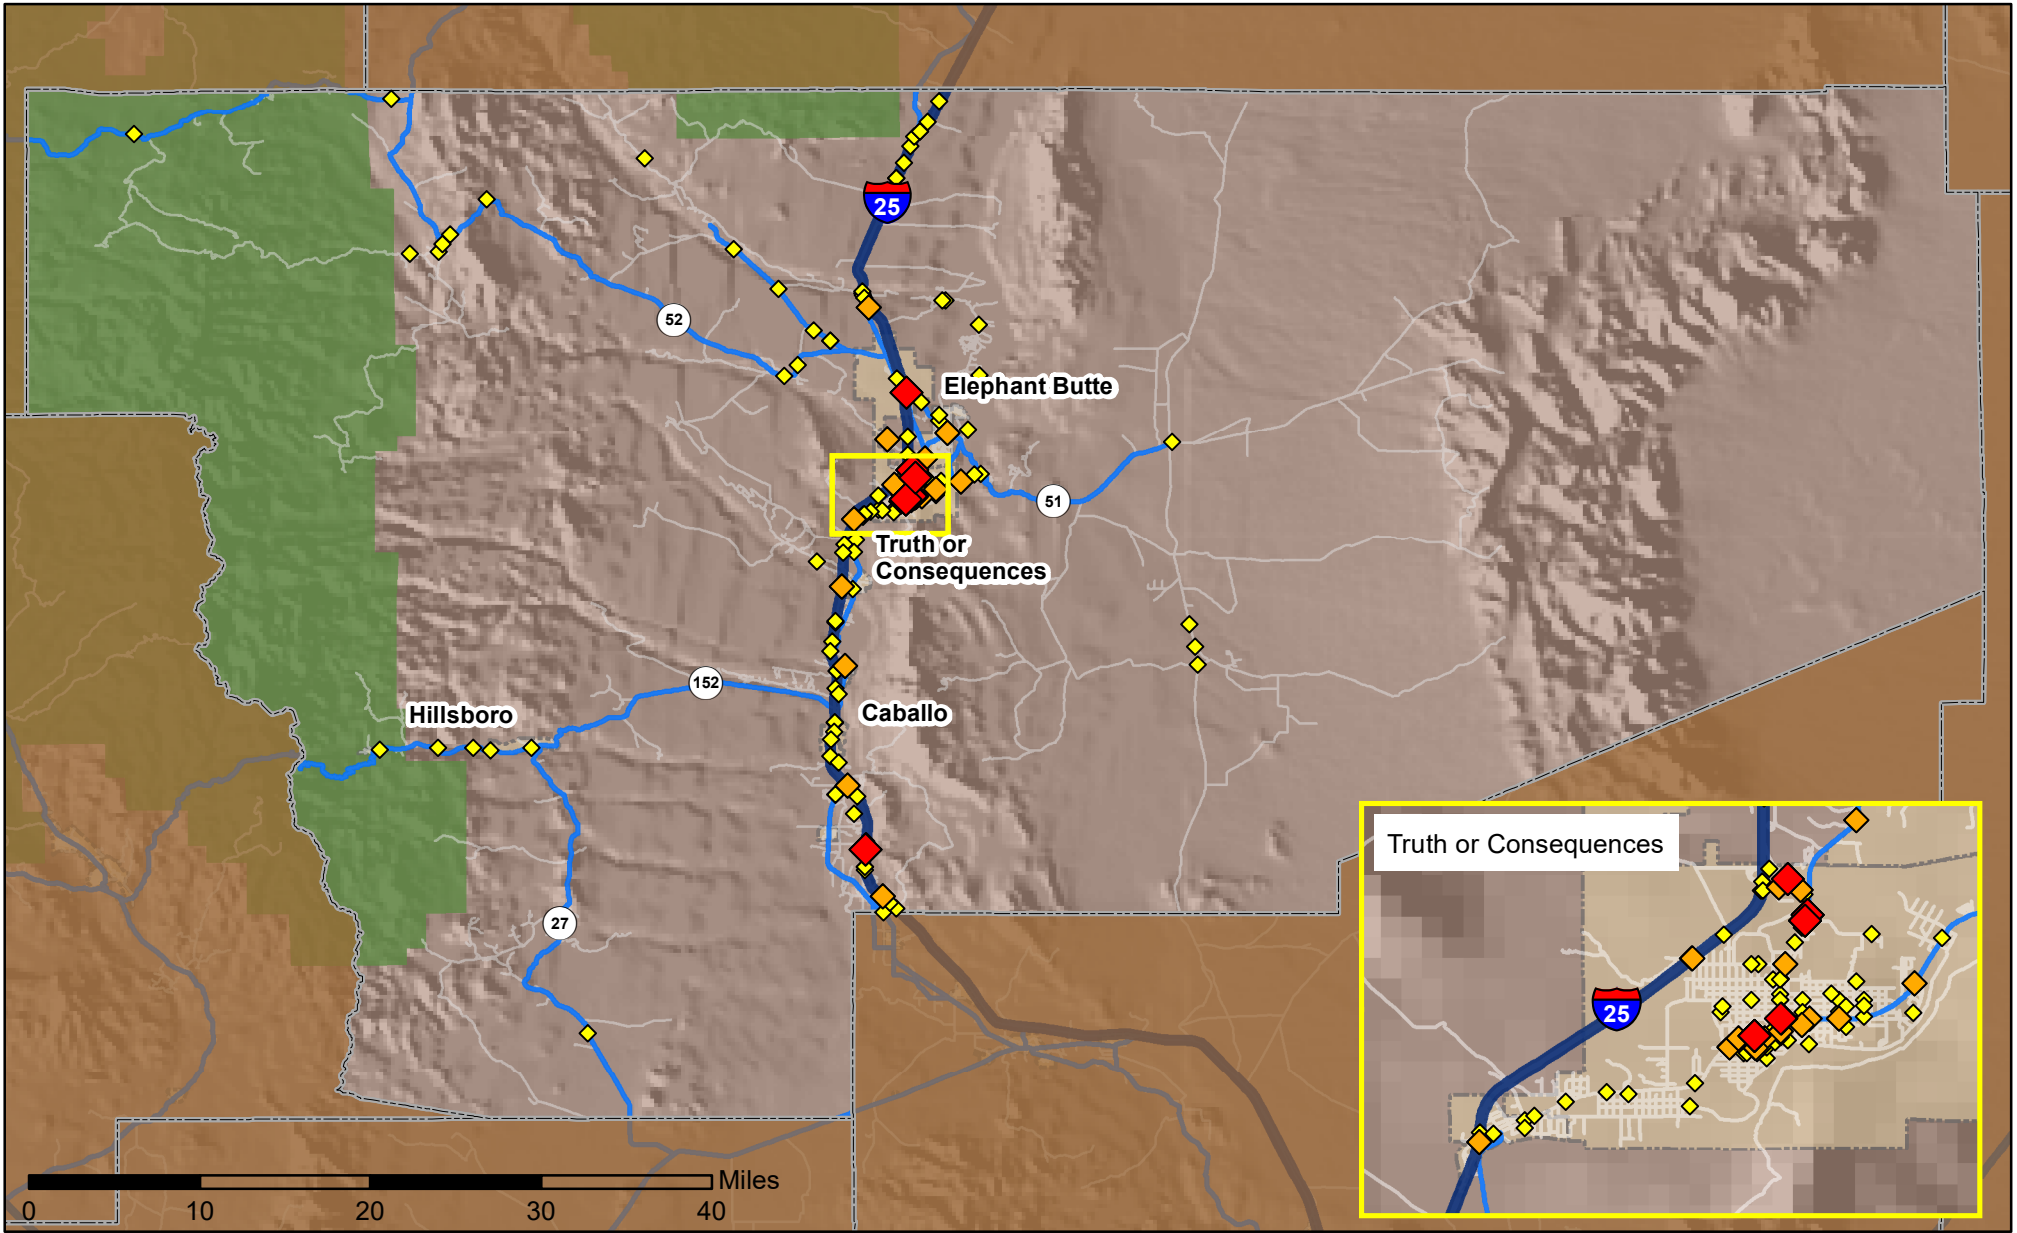 25
52
Elephant Butte
51
Truth or
Consequences
152
Caballo
Hillsboro
27
Truth or Consequences
25
Miles
0 10 20 30 40